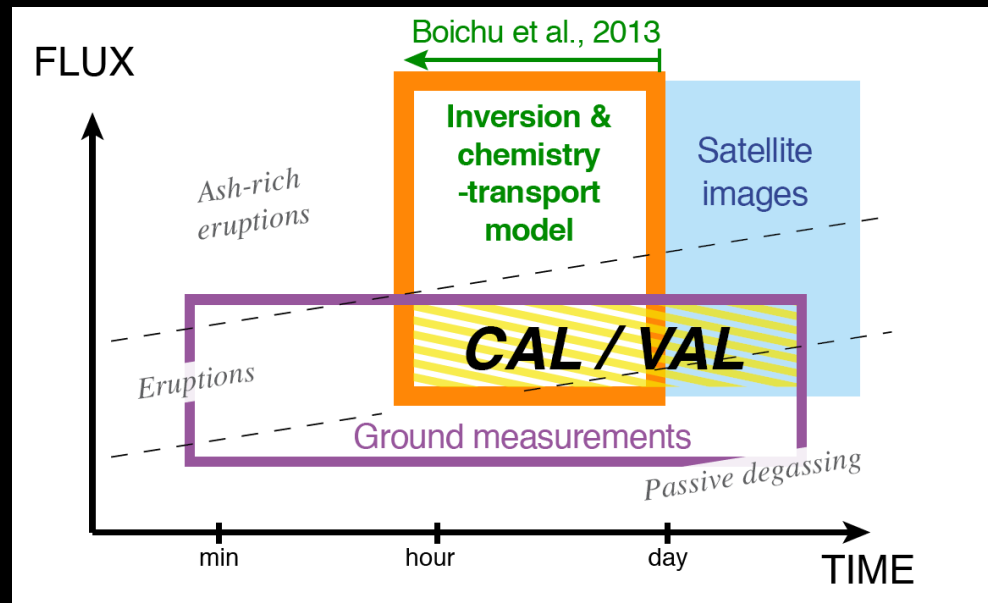 Boichu et al., 2013
FLUX
Inversion &
chemistry
-transport
model
Satellite
images
Ash-rich
eruptions
CAL / VAL
Eruptions
Ground measurements
Passive degassing
min
hour
day
TIME